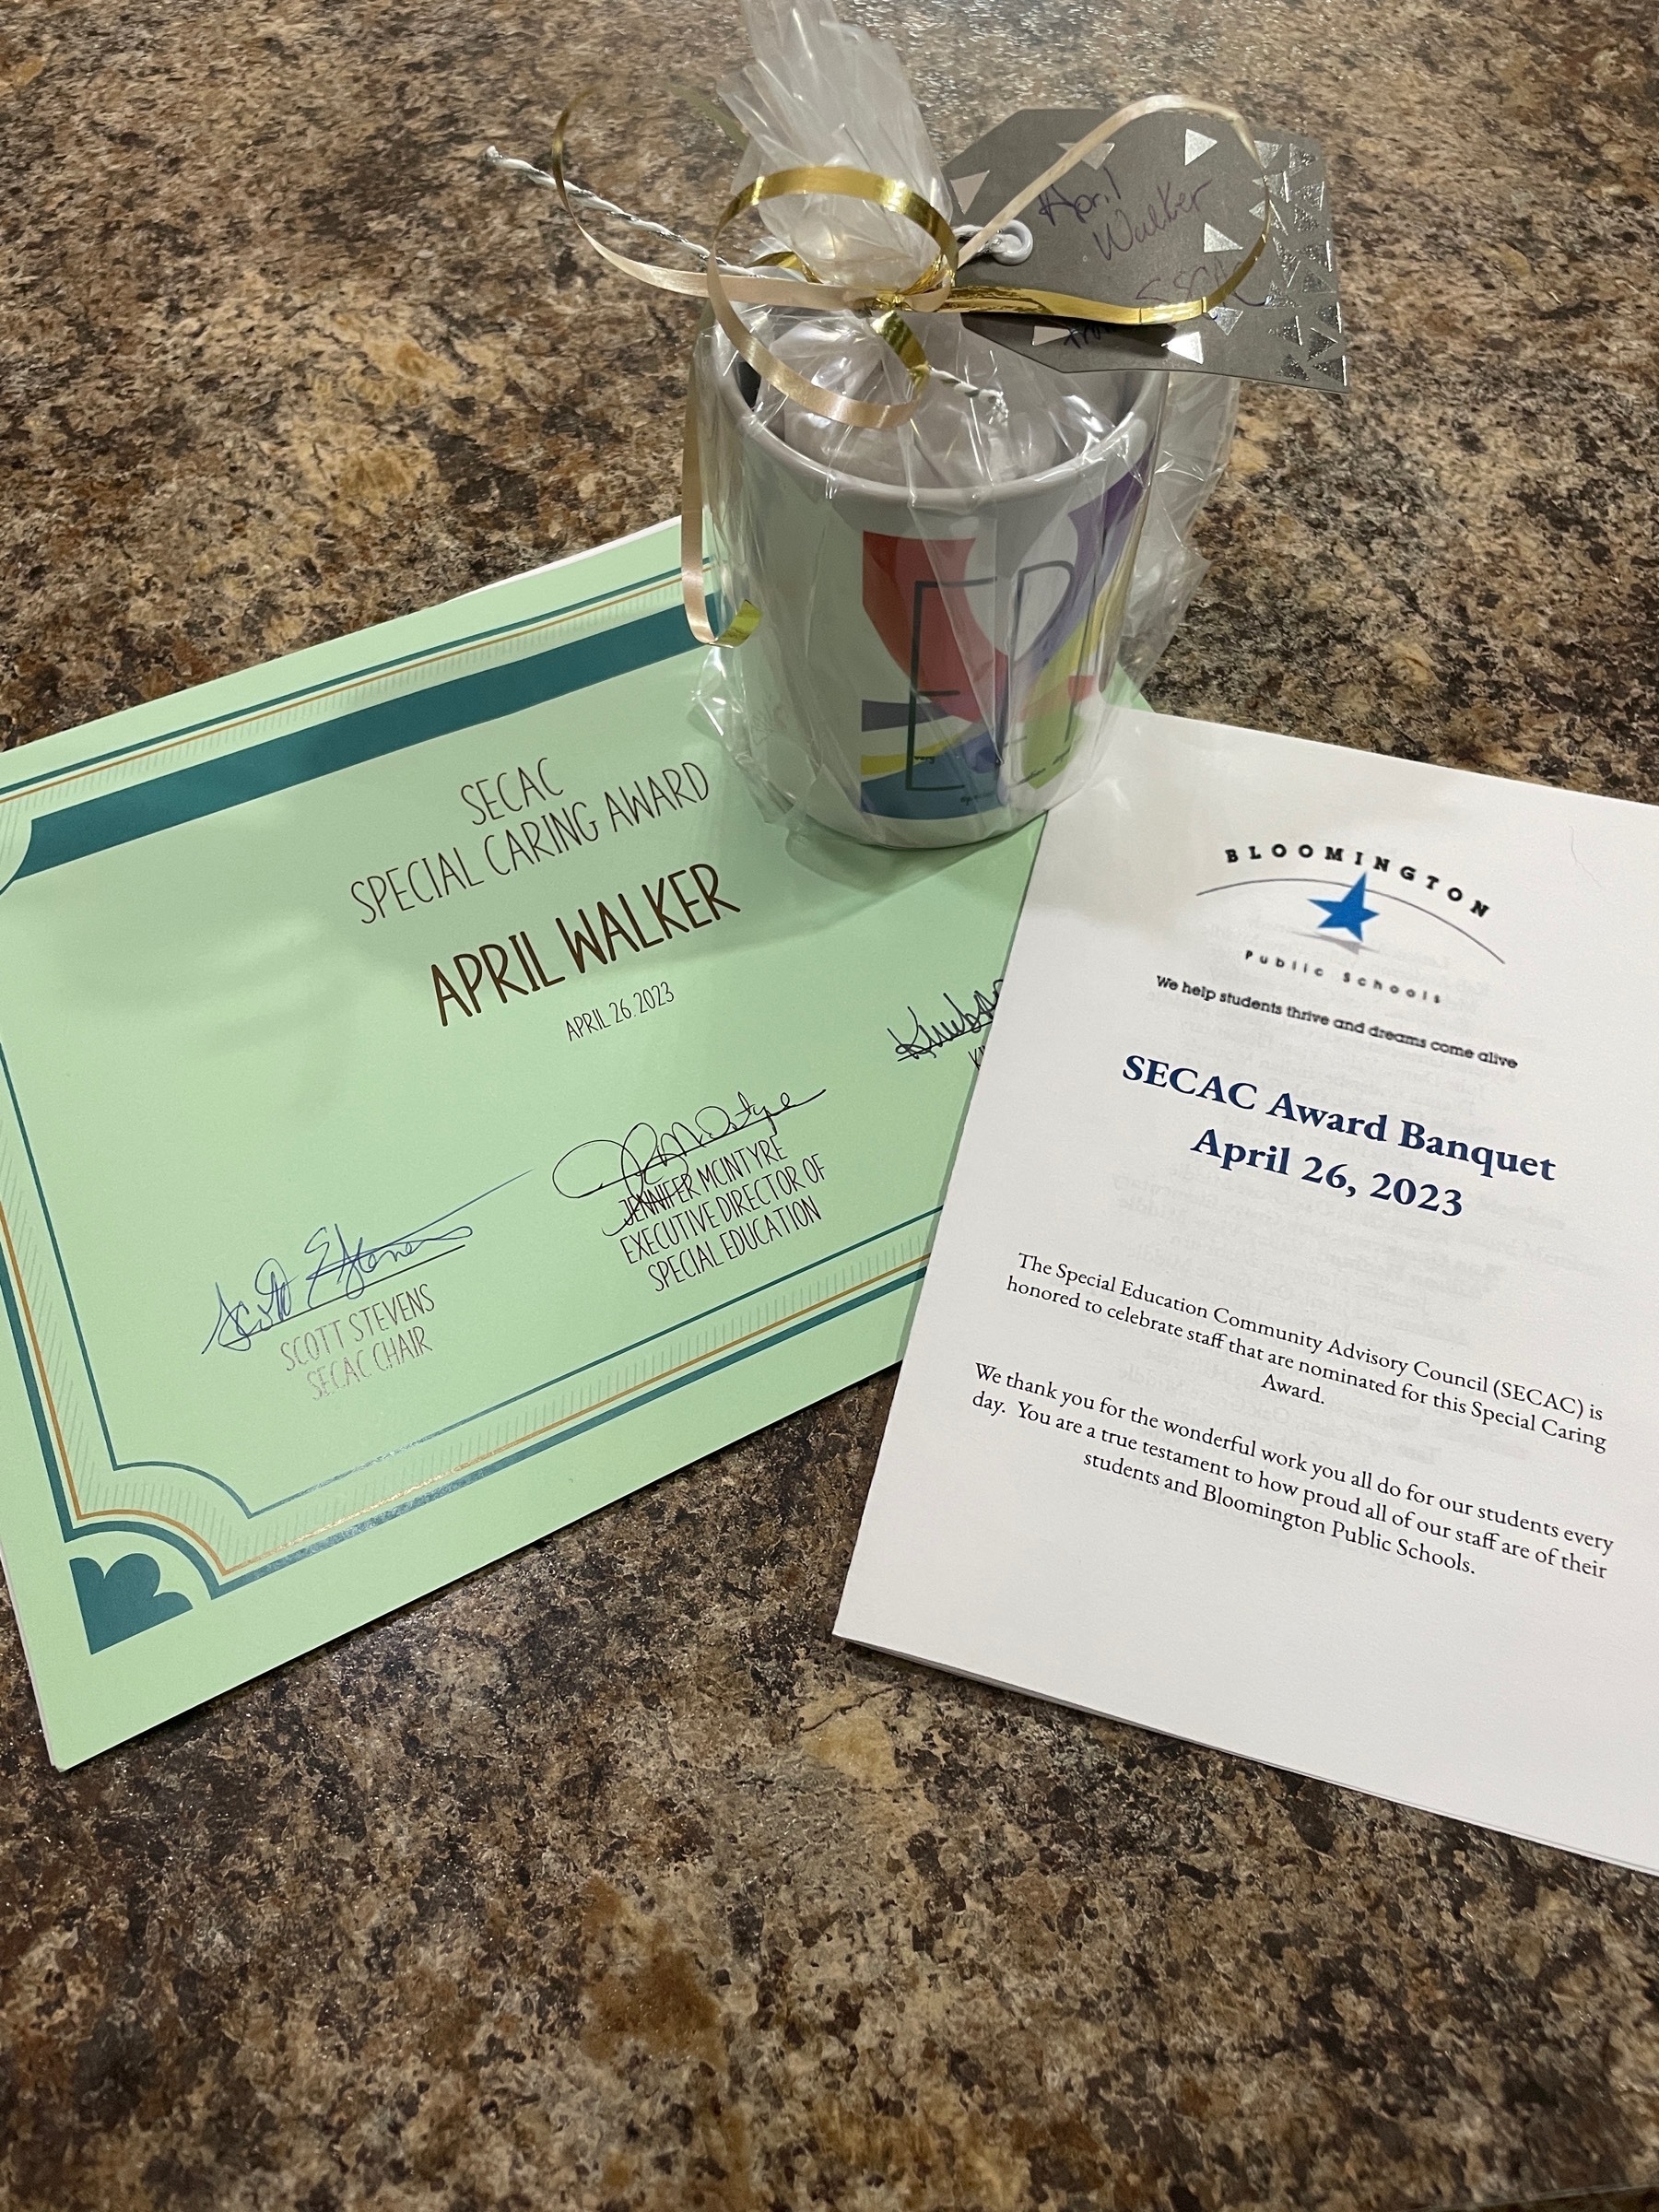 April
Walker
SECAC
SPECIAL CARING AWARD
APRIL WALKER
APRIL 26, 2023
SCOTT STEVENS
SECAC CHAIR
JENNIFER MCINTYRE
EXECUTIVE DIRECTOR OF
SPECIAL EDUCATION
BLOOMINGTON
Public Schools
We help students thrive and dreams come alive
SECAC Award Banquet
April 26, 2023
The Special Education Community Advisory Council (SECAC) is
honored to celebrate staff that are nominated for this Special Caring
Award.
We thank you for the wonderful work you all do for our students every
day. You are a true testament to how proud all of our staff are of their
students and Bloomington Public Schools.